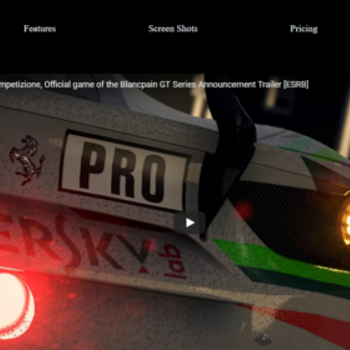 Features Screen Shots Pricing
mpetizione, Official game of the Blancpain GT Series Announcement Trailer [ESRB]
PRO
ERSKY
lab